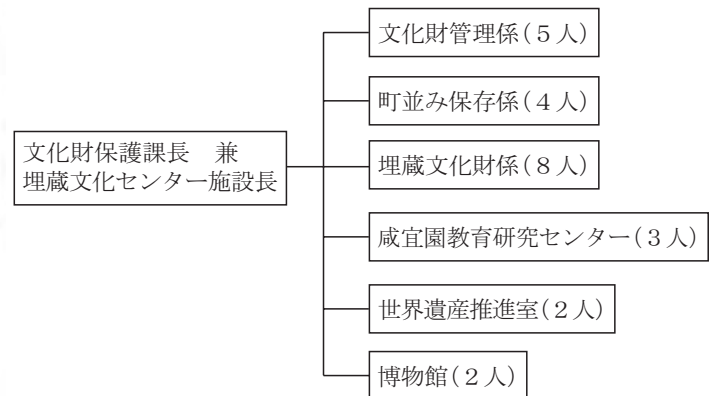 文化財管理係(5人)
町並み保存係(4人)
文化財保護課長　兼
埋蔵文化センター施設長
埋蔵文化財係(8人)
咸宜園教育研究センター(3人)
世界遺産推進室(2人)
博物館(2人)